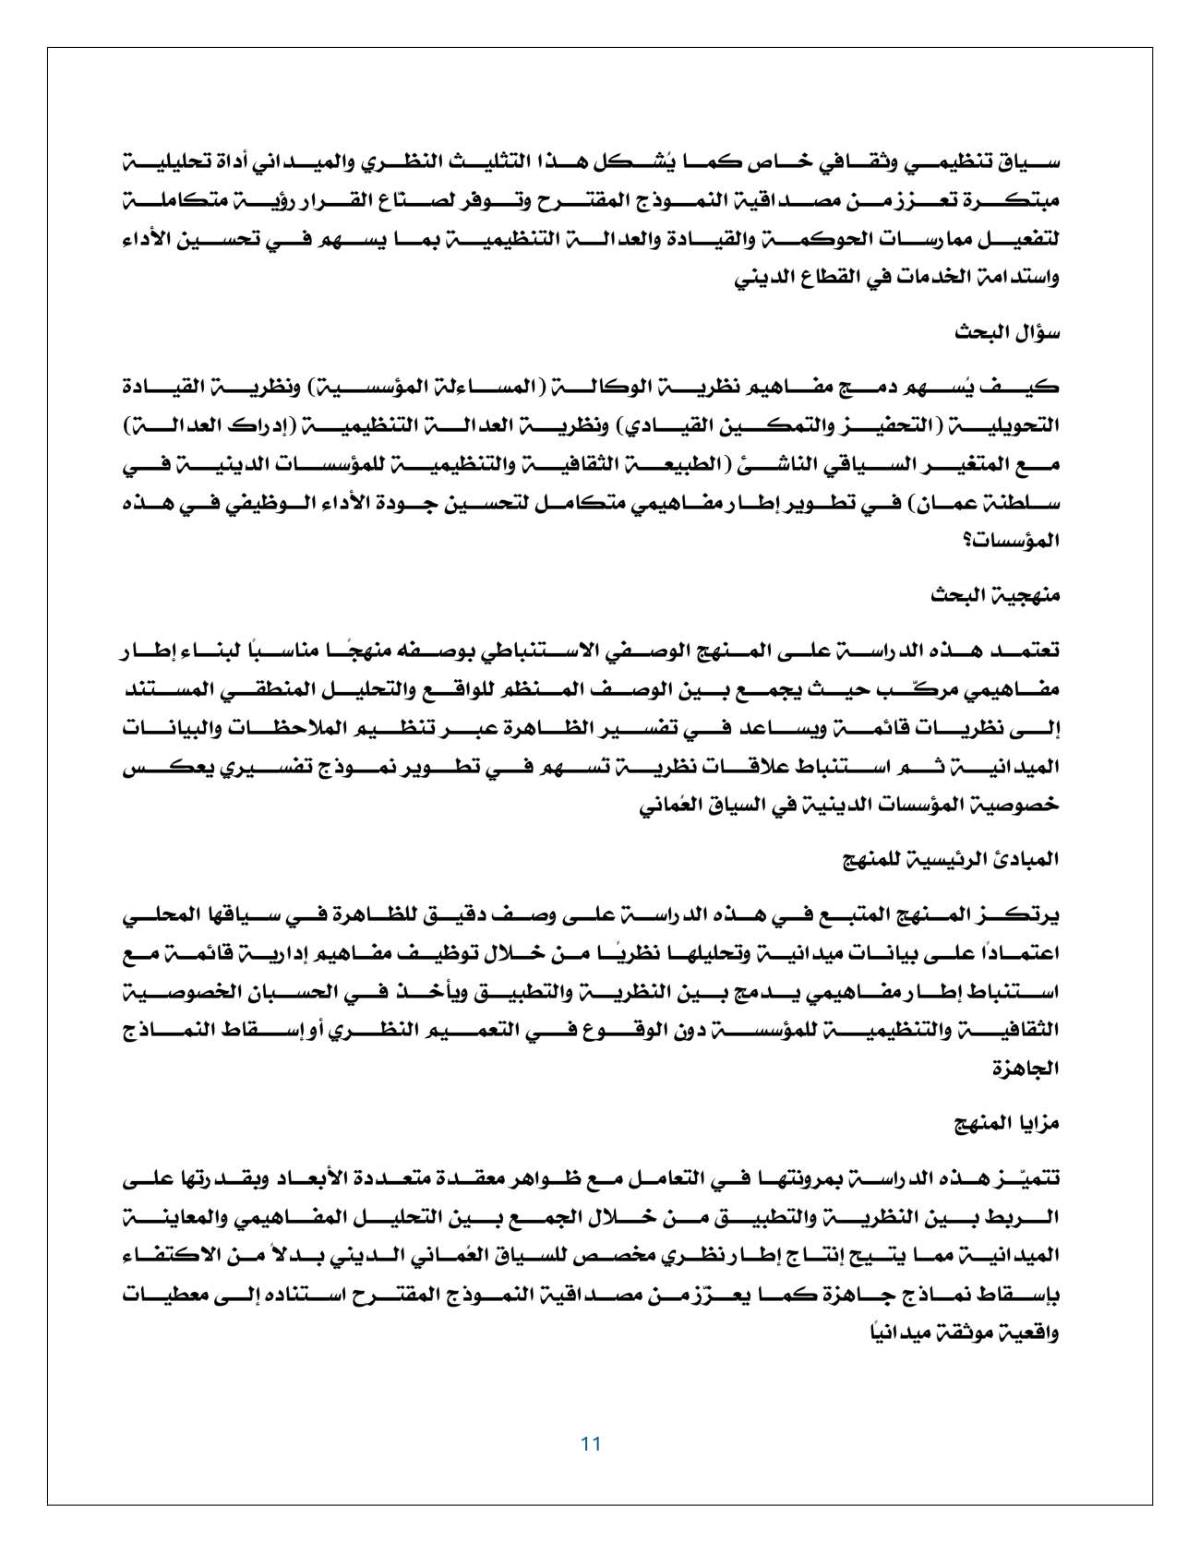 سياق تنظيمي وثقافي خاص كما يُشكل هذا التثليث النظري والميداني أداة تحليلية
مبتكرة تعزز من مصداقية النموذج المقترح وتوفر لصنّاع القرار رؤية متكاملة
لتفعيل ممارسات الحوكمة والقيادة والعدالة التنظيمية بما يسهم في تحسين الأداء
واستدامة الخدمات في القطاع الديني
سؤال البحث
كيف يُسهم دمج مفاهيم نظرية الوكالة (المساءلة المؤسسية) ونظرية القيادة
التحويلية (التحفيز والتمكين القيادي) ونظرية العدالة التنظيمية (إدراك العدالة)
مع المتغير السياقي الناشئ (الطبيعة الثقافية والتنظيمية للمؤسسات الدينية في
سلطنة عمان) في تطوير إطار مفاهيمي متكامل لتحسين جودة الأداء الوظيفي في هذه
المؤسسات؟
منهجية البحث
تعتمد هذه الدراسة على المنهج الوصفي الاستنباطي بوصفه منهجًا مناسبًا لبناء إطار
مفاهيمي مركّب حيث يجمع بين الوصف المنظم للواقع والتحليل المنطقي المستند
إلى نظريات قائمة ويساعد في تفسير الظاهرة عبر تنظيم الملاحظات والبيانات
الميدانية ثم استنباط علاقات نظرية تسهم في تطوير نموذج تفسيري يعكس
خصوصية المؤسسات الدينية في السياق العُماني
المبادئ الرئيسية للمنهج
يرتكز المنهج المتبع في هذه الدراسة على وصف دقيق للظاهرة في سياقها المحلي
اعتمادًا على بيانات ميدانية وتحليلها نظريًا من خلال توظيف مفاهيم إدارية قائمة مع
استنباط إطار مفاهيمي يدمج بين النظرية والتطبيق ويأخذ في الحسبان الخصوصية
الثقافية والتنظيمية للمؤسسة دون الوقوع في التعميم النظري أو إسقاط النماذج
الجاهزة
مزايا المنهج
تتميّز هذه الدراسة بمرونتها في التعامل مع ظواهر معقدة متعددة الأبعاد وبقدرتها على
الربط بين النظرية والتطبيق من خلال الجمع بين التحليل المفاهيمي والمعاينة
الميدانية مما يتيح إنتاج إطار نظري مخصص للسياق العُماني الديني بدلًا من الاكتفاء
بإسقاط نماذج جاهزة كما يعزّز من مصداقية النموذج المقترح استناده إلى معطيات
واقعية موثقة ميدانيًا
11